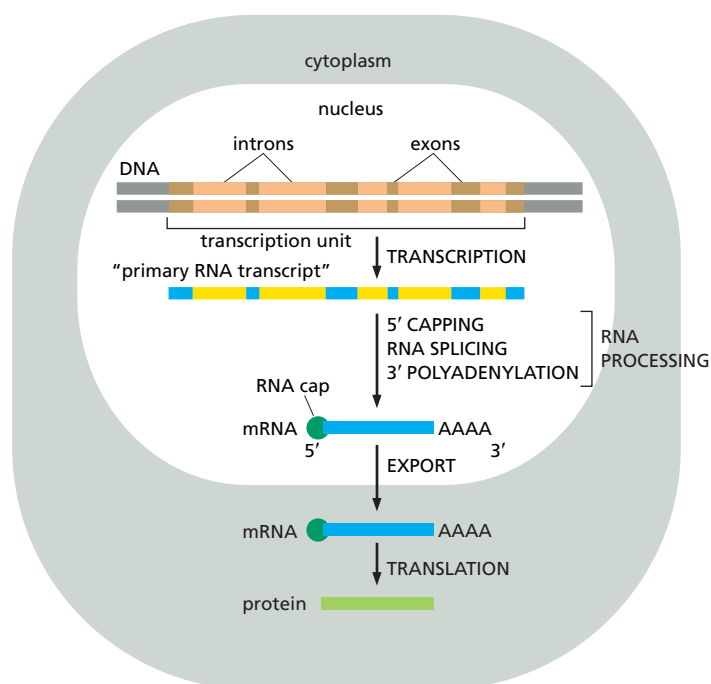 cytoplasm
nucleus
introns
exons
DNA
transcription unit
TRANSCRIPTION
“primary RNA transcript”
5′ CAPPING
RNA SPLICING
3′ POLYADENYLATION
RNA
PROCESSING
RNA cap
mRNA
AAAA
5′
3′
EXPORT
mRNA
AAAA
TRANSLATION
protein